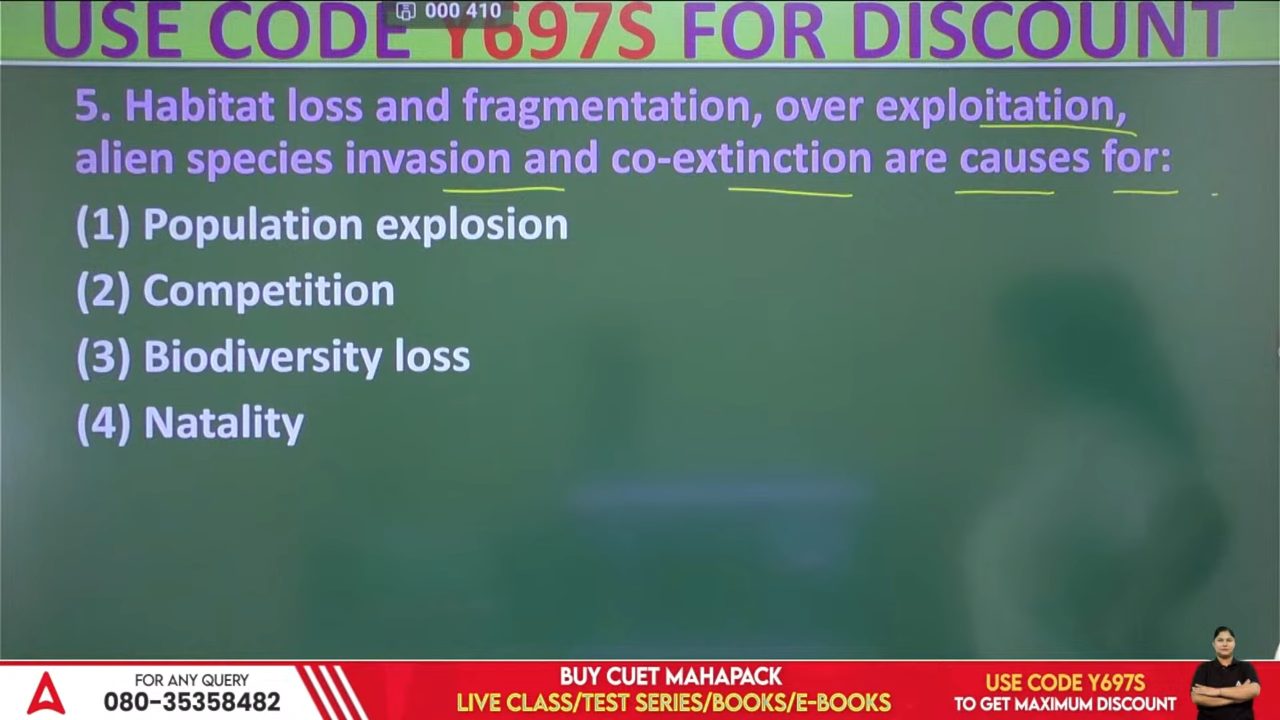 000 410
USE CODE Y697S FOR DISCOUNT
5. Habitat loss and fragmentation, over exploitation,
alien species invasion and co-extinction are causes for:
(1) Population explosion
(2) Competition
(3) Biodiversity loss
(4) Natality
FOR ANY QUERY
080-35358482
BUY CUET MAHAPACK
LIVE CLASS/TEST SERIES/BOOKS/E-BOOKS
USE CODE Y697S
TO GET MAXIMUM DISCOUNT